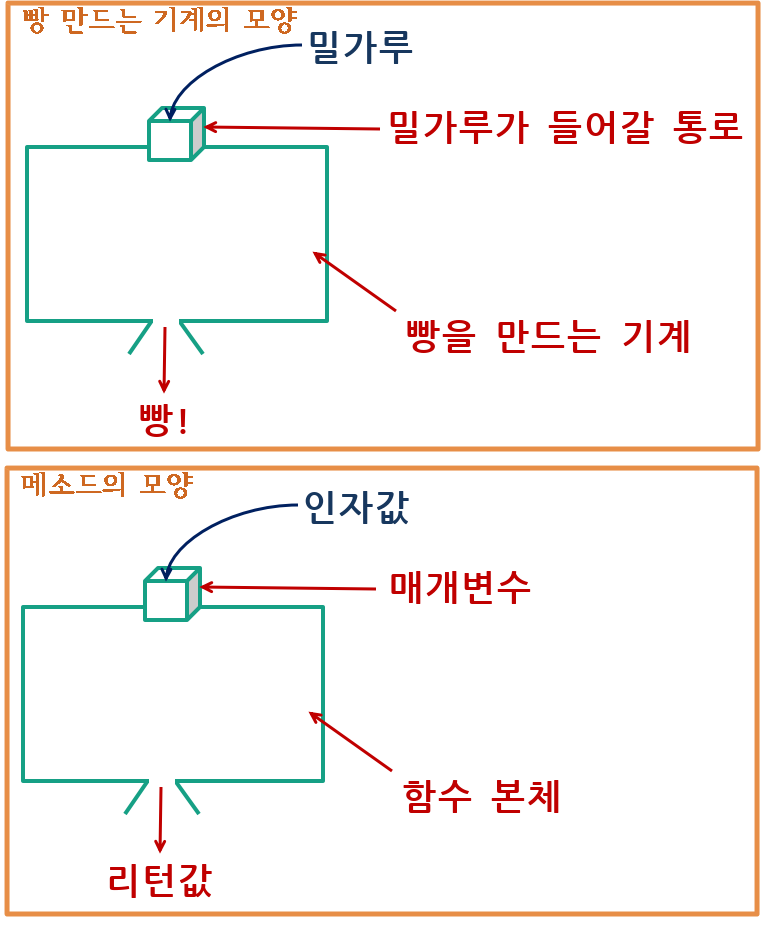 빵 만드는 기계의 모양
밀가루
밀가루가 들어갈 통로
빵을 만드는 기계
빵!
메소드의 모양
인자값
매개변수
함수 본체
리턴값